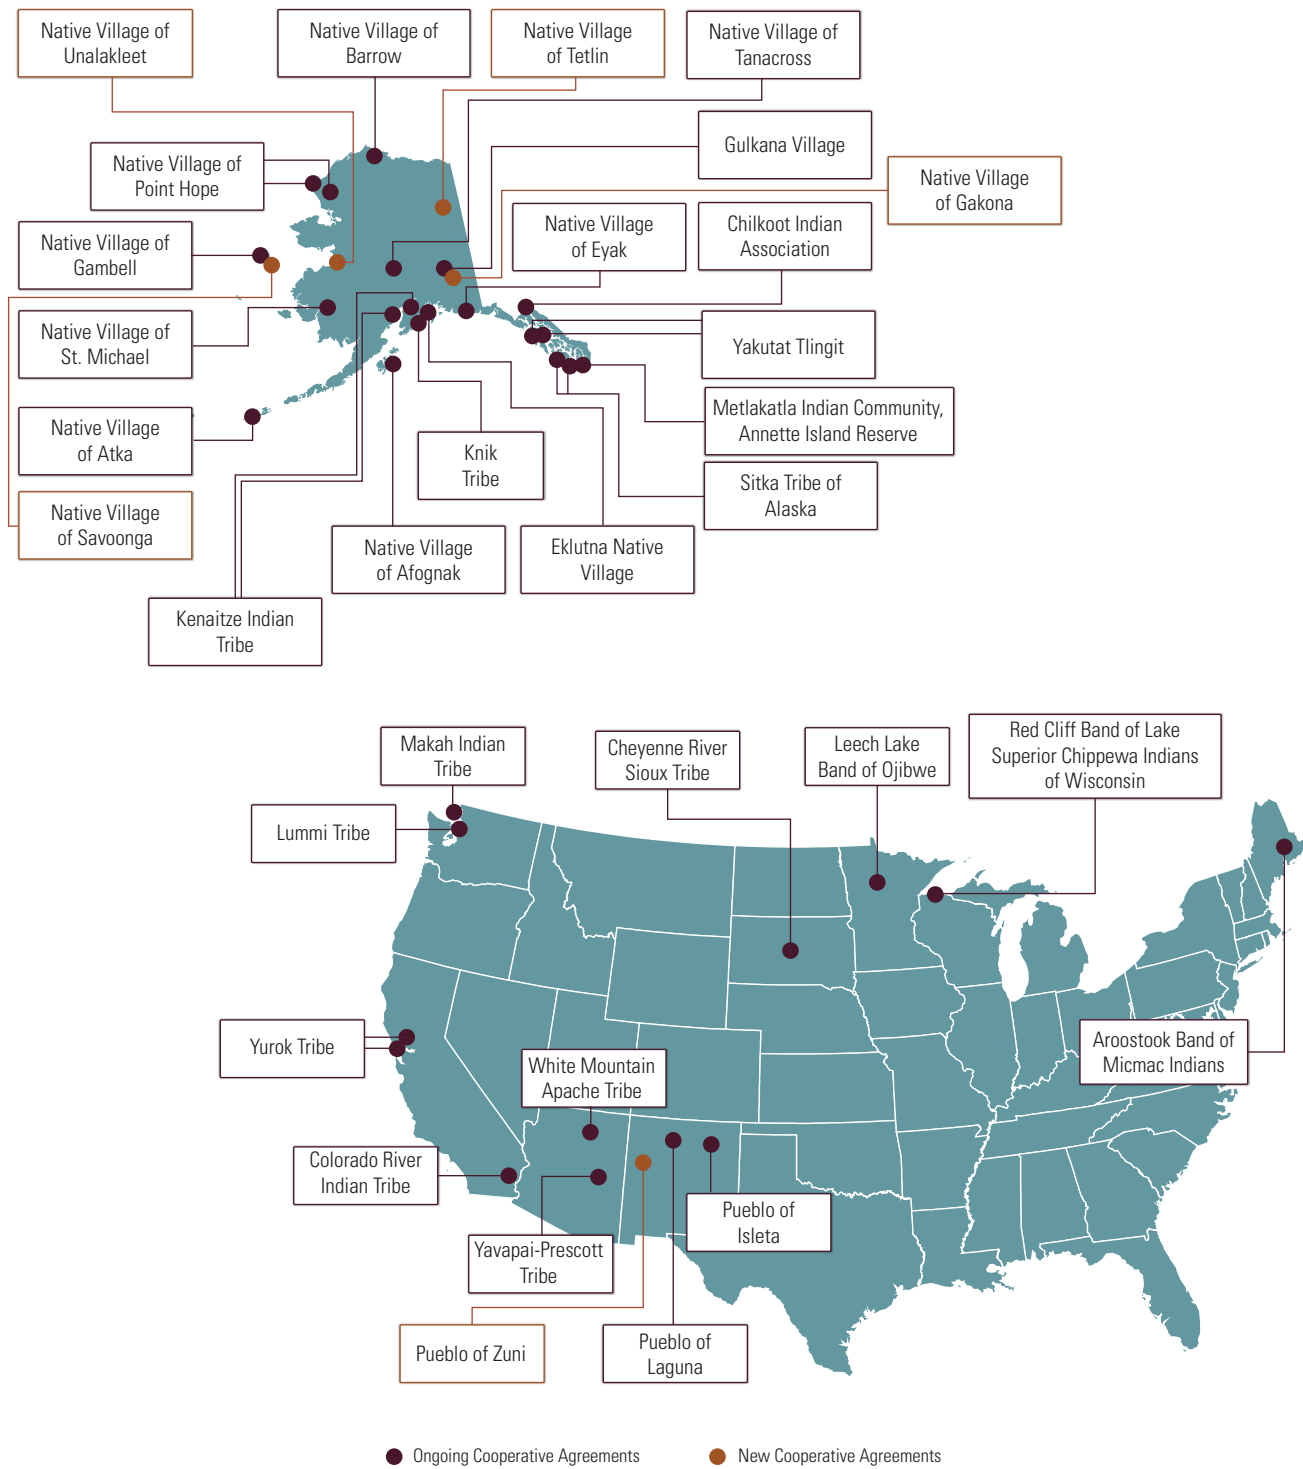 Native Village of
Unalakleet
Native Village of
Barrow
Native Village
of Tetlin
Native Village of
Tanacross
Gulkana Village
Native Village of
Point Hope
Native Village
of Gakona
Native Village
of Eyak
Chilkoot Indian
Association
Native Village of
Gambell
Native Village of
St. Michael
Yakutat Tlingit
Metlakatla Indian Community,
Annette Island Reserve
Native Village
of Atka
Knik
Tribe
Sitka Tribe of
Alaska
Native Village
of Savoonga
Native Village
of Afognak
Eklutna Native
Village
Kenaitze Indian
Tribe
Makah Indian
Tribe
Cheyenne River
Sioux Tribe
Leech Lake
Band of Ojibwe
Red Cliff Band of Lake
Superior Chippewa Indians
of Wisconsin
Lummi Tribe
Yurok Tribe
White Mountain
Apache Tribe
Aroostook Band of
Micmac Indians
Colorado River
Indian Tribe
Pueblo of
Isleta
Yavapai-Prescott
Tribe
Pueblo of Zuni
Pueblo of
Laguna
Ongoing Cooperative Agreements
New Cooperative Agreements